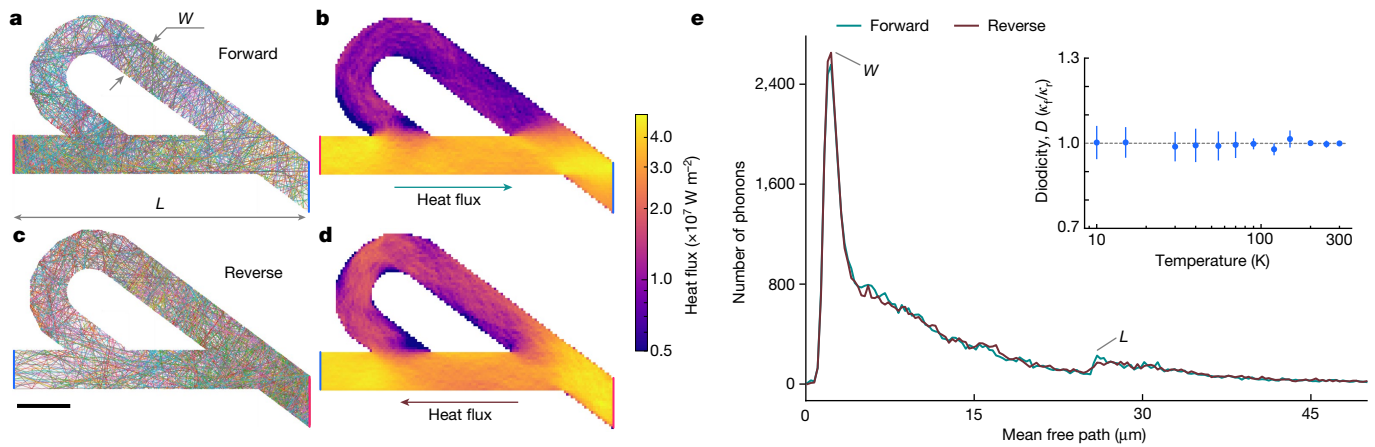 a
W
Forward
L
b
Heat flux
4.0
3.0
2.0
1.0
0.5
Heat flux (×10⁷ W m⁻²)
c
Reverse
d
Heat flux
e
Forward
Reverse
W
L
2,400
1,600
800
0
Number of phonons
0
15
30
45
Mean free path (μm)
1.3
1.0
0.7
Diodicity, D (κf/κr)
10
100
300
Temperature (K)